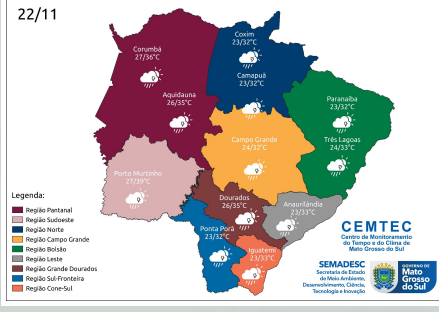 22/11
Coxim
23/32°C
Corumbá
27/36°C
Camapuã
23/32°C
Aquidauna
26/35°C
Paranaíba
23/32°C
Campo Grande
24/32°C
Três Lagoas
24/33°C
Porto Murtinho
27/39°C
Dourados
26/35°C
Anaurilândia
23/33°C
Ponta Porã
23/32°C
Iguatemi
23/33°C
Legenda:
Região Pantanal
Região Sudoeste
Região Norte
Região Campo Grande
Região Bolsão
Região Leste
Região Grande Dourados
Região Sul-Fronteira
Região Cone-Sul
CEMTEC
Centro de Monitoramento
do Tempo e do Clima de
Mato Grosso do Sul
SEMADESC
Secretaria de Estado
de Meio Ambiente,
Desenvolvimento, Ciência,
Tecnologia e Inovação
GOVERNO DE
Mato
Grosso
do Sul